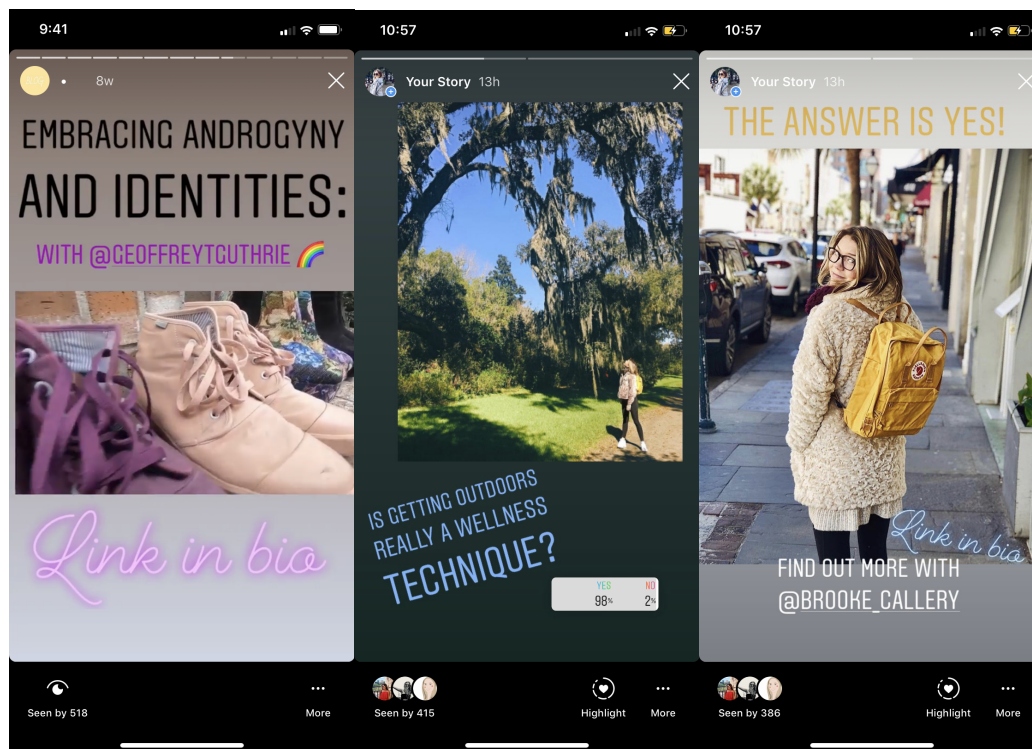 9:41
8w
EMBRACING ANDROGYNY
AND IDENTITIES:
WITH @GEOFFREYTGUTHRIE 🌈
Link in bio
Seen by 518
More
10:57
Your Story 13h
IS GETTING OUTDOORS
REALLY A WELLNESS
TECHNIQUE?
YES NO
98% 2%
Seen by 415
Highlight
More
10:57
Your Story 13h
THE ANSWER IS YES!
Link in bio
FIND OUT MORE WITH
@BROOKE_CALLERY
Seen by 386
Highlight
More